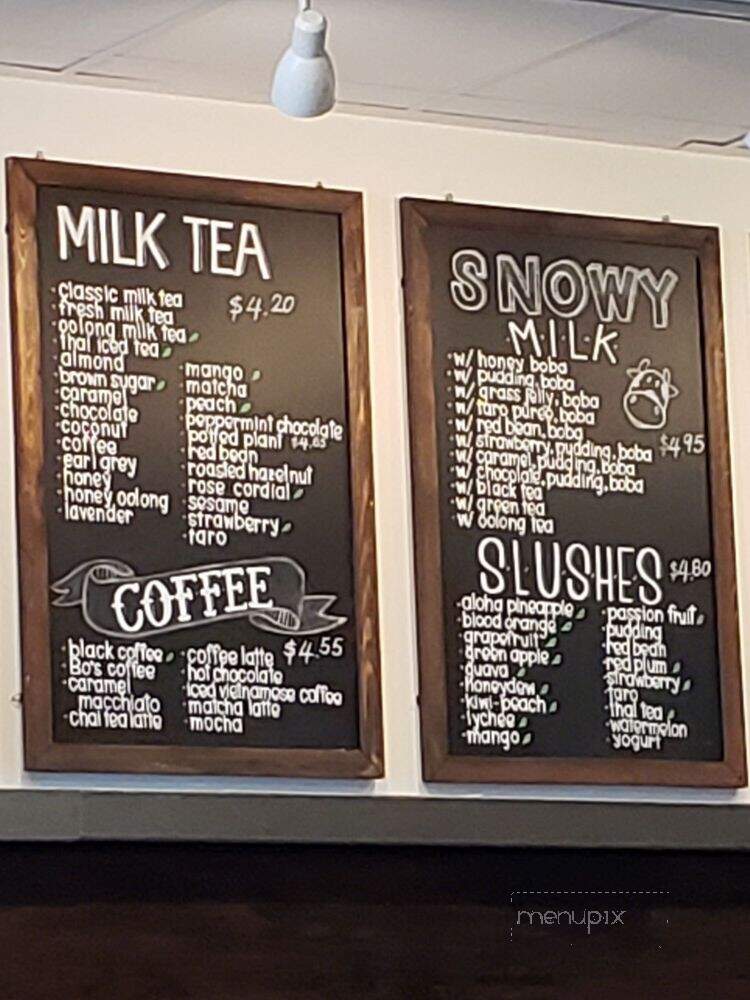 MILK TEA
$4.20
· classic milk tea
· fresh milk tea
· oolong milk tea
· thai iced tea
· almond
· brown sugar
· caramel
· chocolate
· coconut
· coffee
· earl grey
· honey
· honey oolong
· lavender
· mango
· matcha
· peach
· peppermint chocolate
· potted plant $4.65
· red bean
· roasted hazelnut
· rose cordial
· sesame
· strawberry
· taro
COFFEE
$4.55
· black coffee
· Bo's coffee
· caramel
macchiato
· chai tea latte
· coffee latte
· hot chocolate
· iced vietnamese coffee
· matcha latte
· mocha
SNOWY
M·I·L·K
$4.95
· w/ honey boba
· w/ pudding, boba
· w/ grass jelly, boba
· w/ taro puree, boba
· w/ red bean, boba
· w/ strawberry, pudding, boba
· w/ caramel, pudding, boba
· w/ chocolate, pudding, boba
· w/ black tea
· w/ green tea
· w/ oolong tea
S·L·U·S·H·E·S
$4.80
· aloha pineapple
· blood orange
· grapefruit
· green apple
· guava
· honeydew
· kiwi-peach
· lychee
· mango
· passion fruit
· pudding
· red bean
· red plum
· strawberry
· taro
· thai tea
· watermelon
· yogurt
menupix